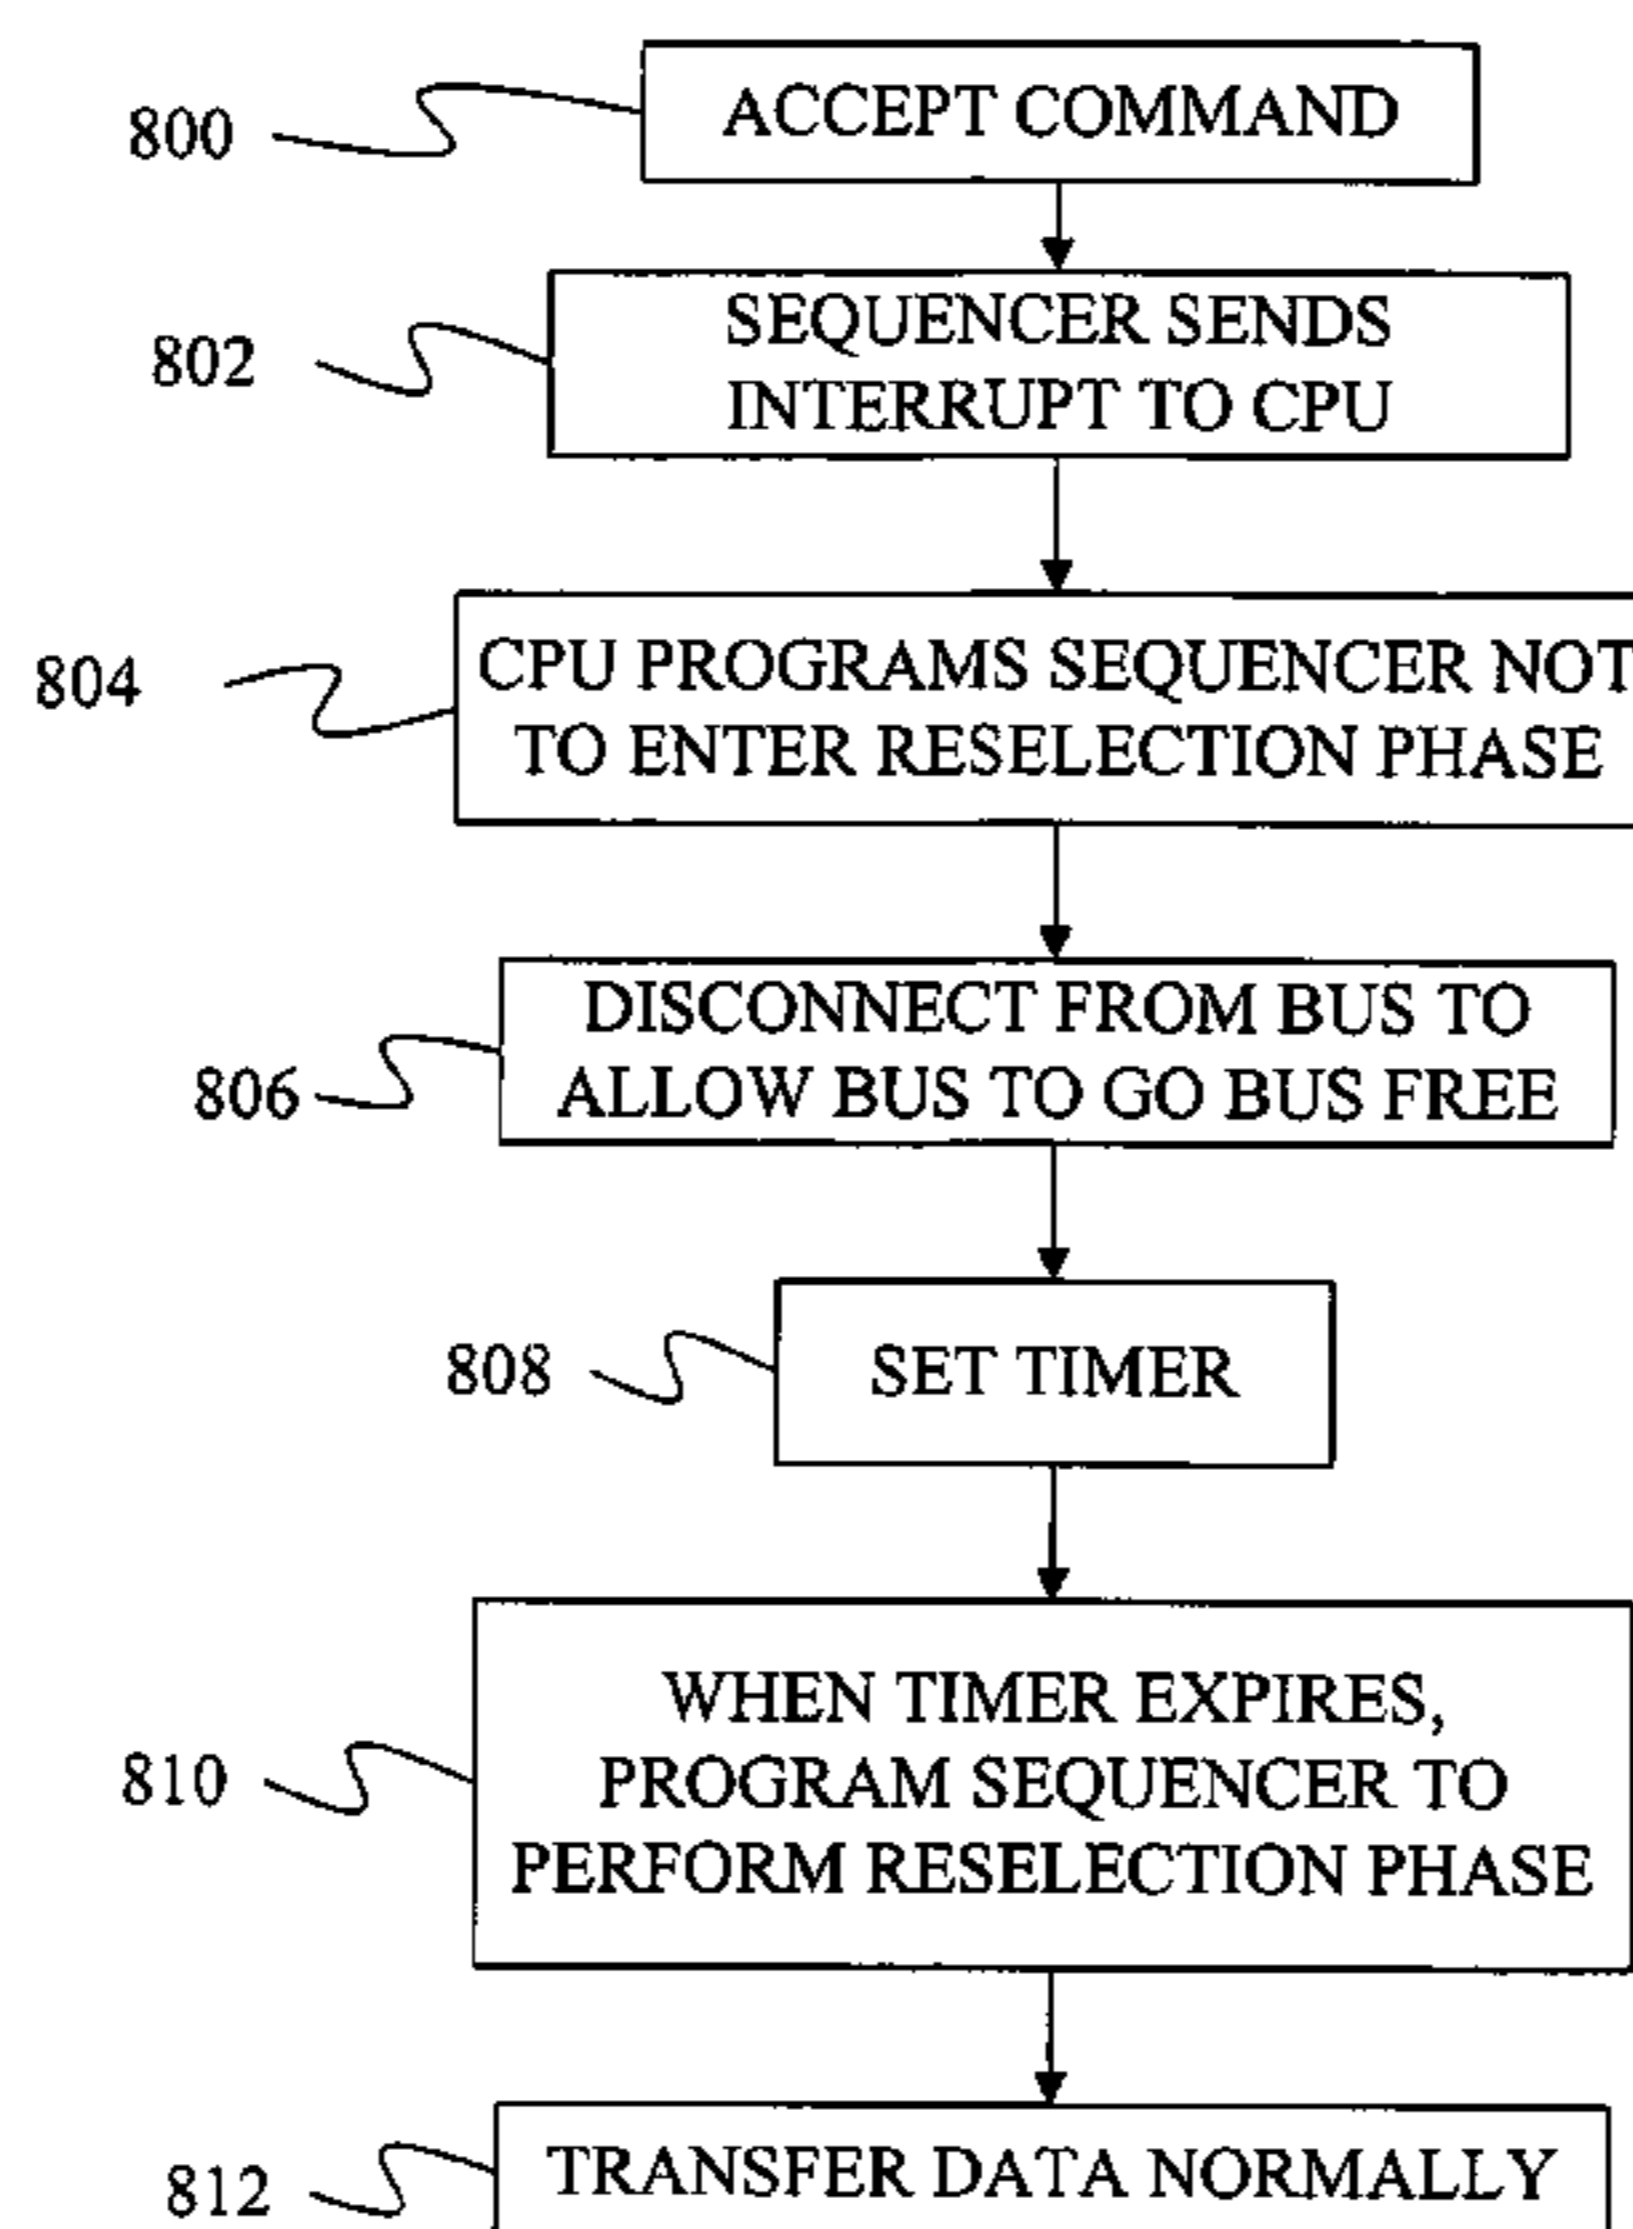 800
ACCEPT COMMAND
802
SEQUENCER SENDS
INTERRUPT TO CPU
804
CPU PROGRAMS SEQUENCER NOT
TO ENTER RESELECTION PHASE
806
DISCONNECT FROM BUS TO
ALLOW BUS TO GO BUS FREE
808
SET TIMER
810
WHEN TIMER EXPIRES,
PROGRAM SEQUENCER TO
PERFORM RESELECTION PHASE
812
TRANSFER DATA NORMALLY